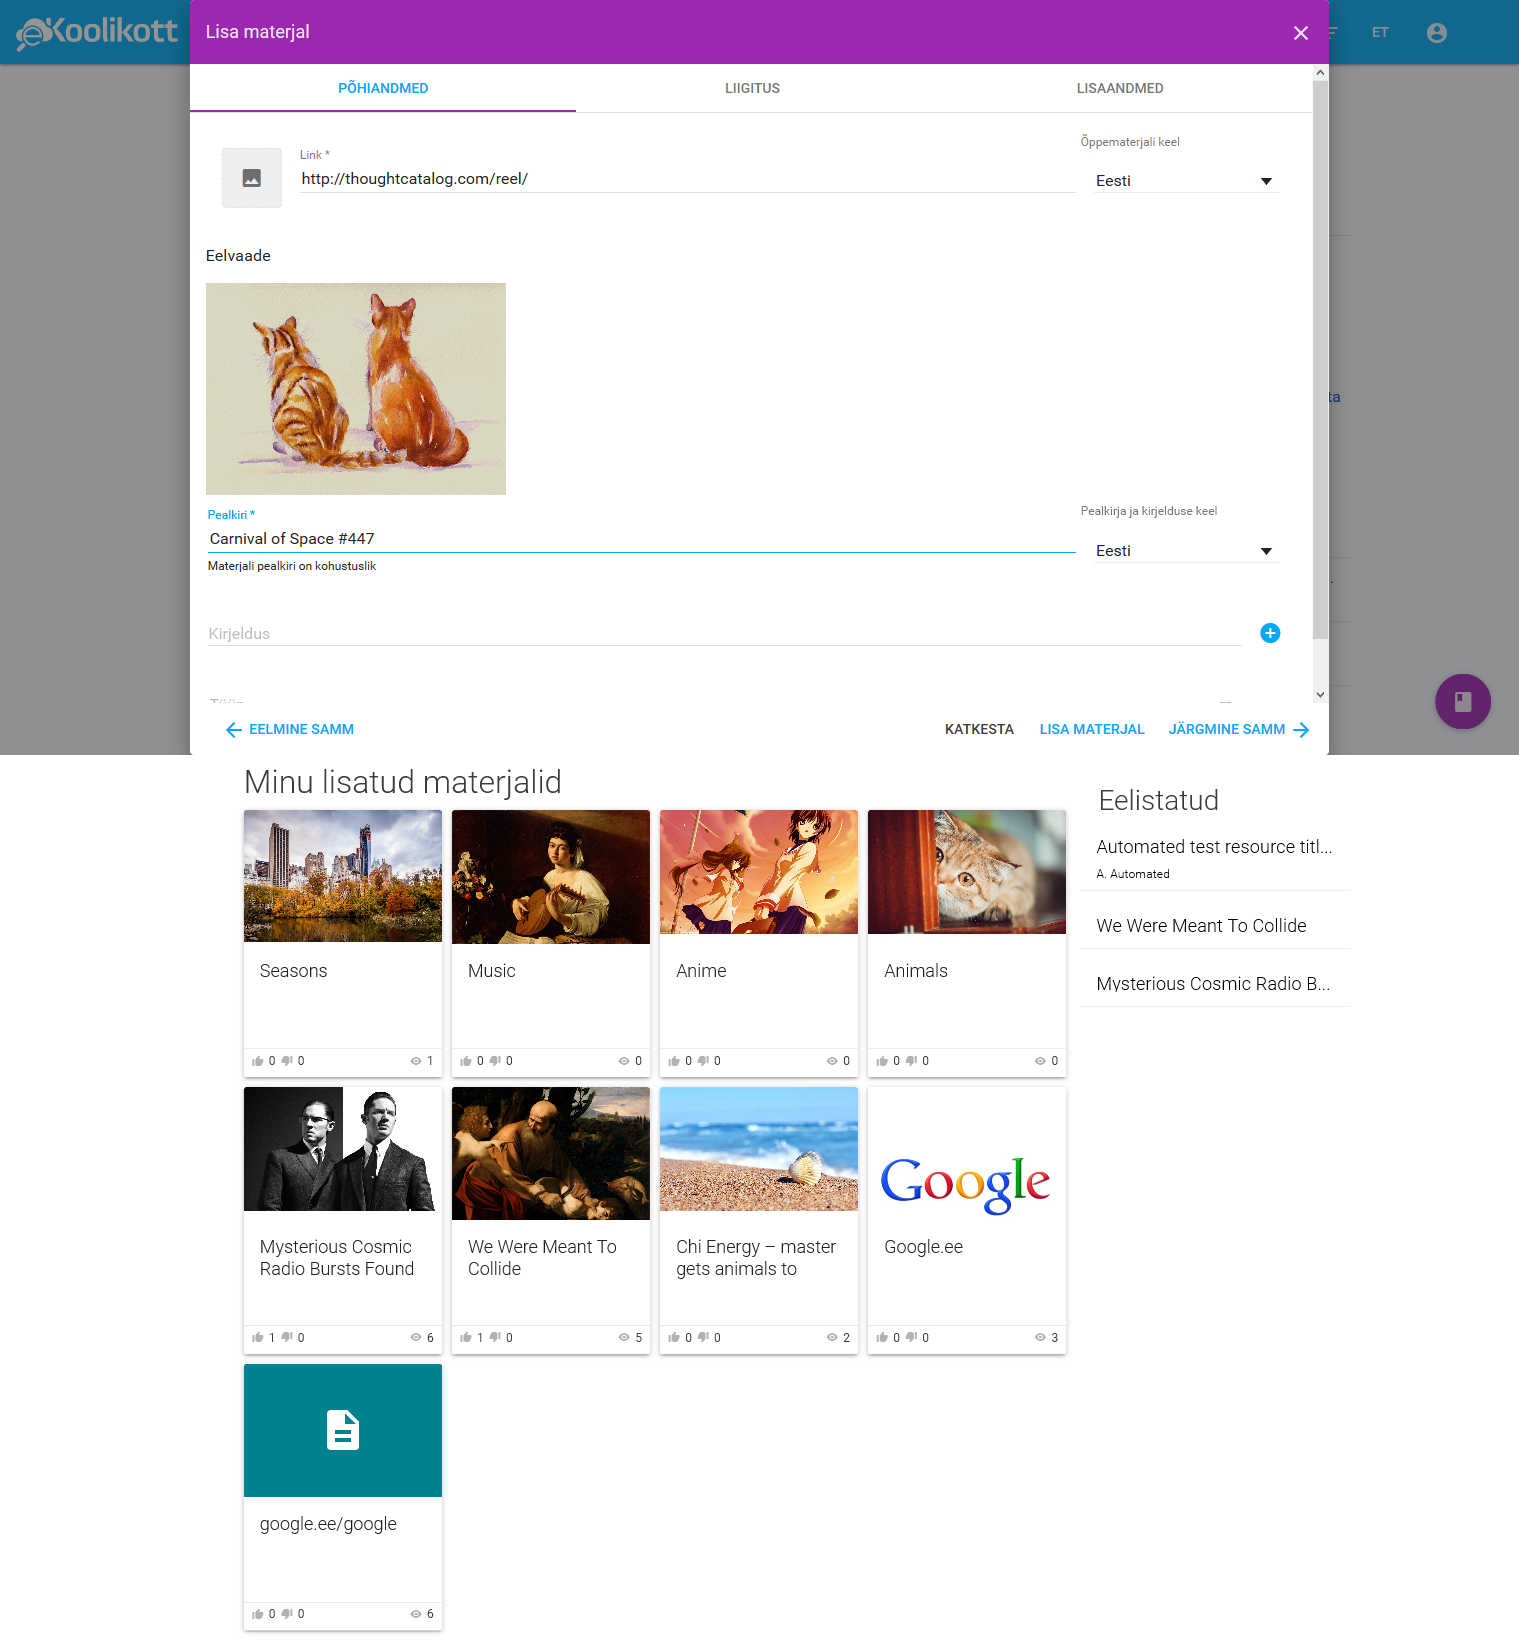 eKoolikott
Lisa materjal
ET
PÕHIANDMED
LIIGITUS
LISAANDMED
Link *
http://thoughtcatalog.com/reel/
Õppematerjali keel
Eesti
Eelvaade
Pealkiri *
Carnival of Space #447
Materjali pealkiri on kohustuslik
Pealkirja ja kirjelduse keel
Eesti
Kirjeldus
ta
EELMINE SAMM
KATKESTA
LISA MATERJAL
JÄRGMINE SAMM
Minu lisatud materjalid
Seasons
0 0 1
Music
0 0 0
Anime
0 0 0
Animals
0 0 0
Mysterious Cosmic
Radio Bursts Found
1 0 6
We Were Meant To
Collide
1 0 5
Chi Energy – master
gets animals to
0 0 2
Google
Google.ee
0 0 3
google.ee/google
0 0 6
Eelistatud
Automated test resource titl...
A. Automated
We Were Meant To Collide
Mysterious Cosmic Radio B...